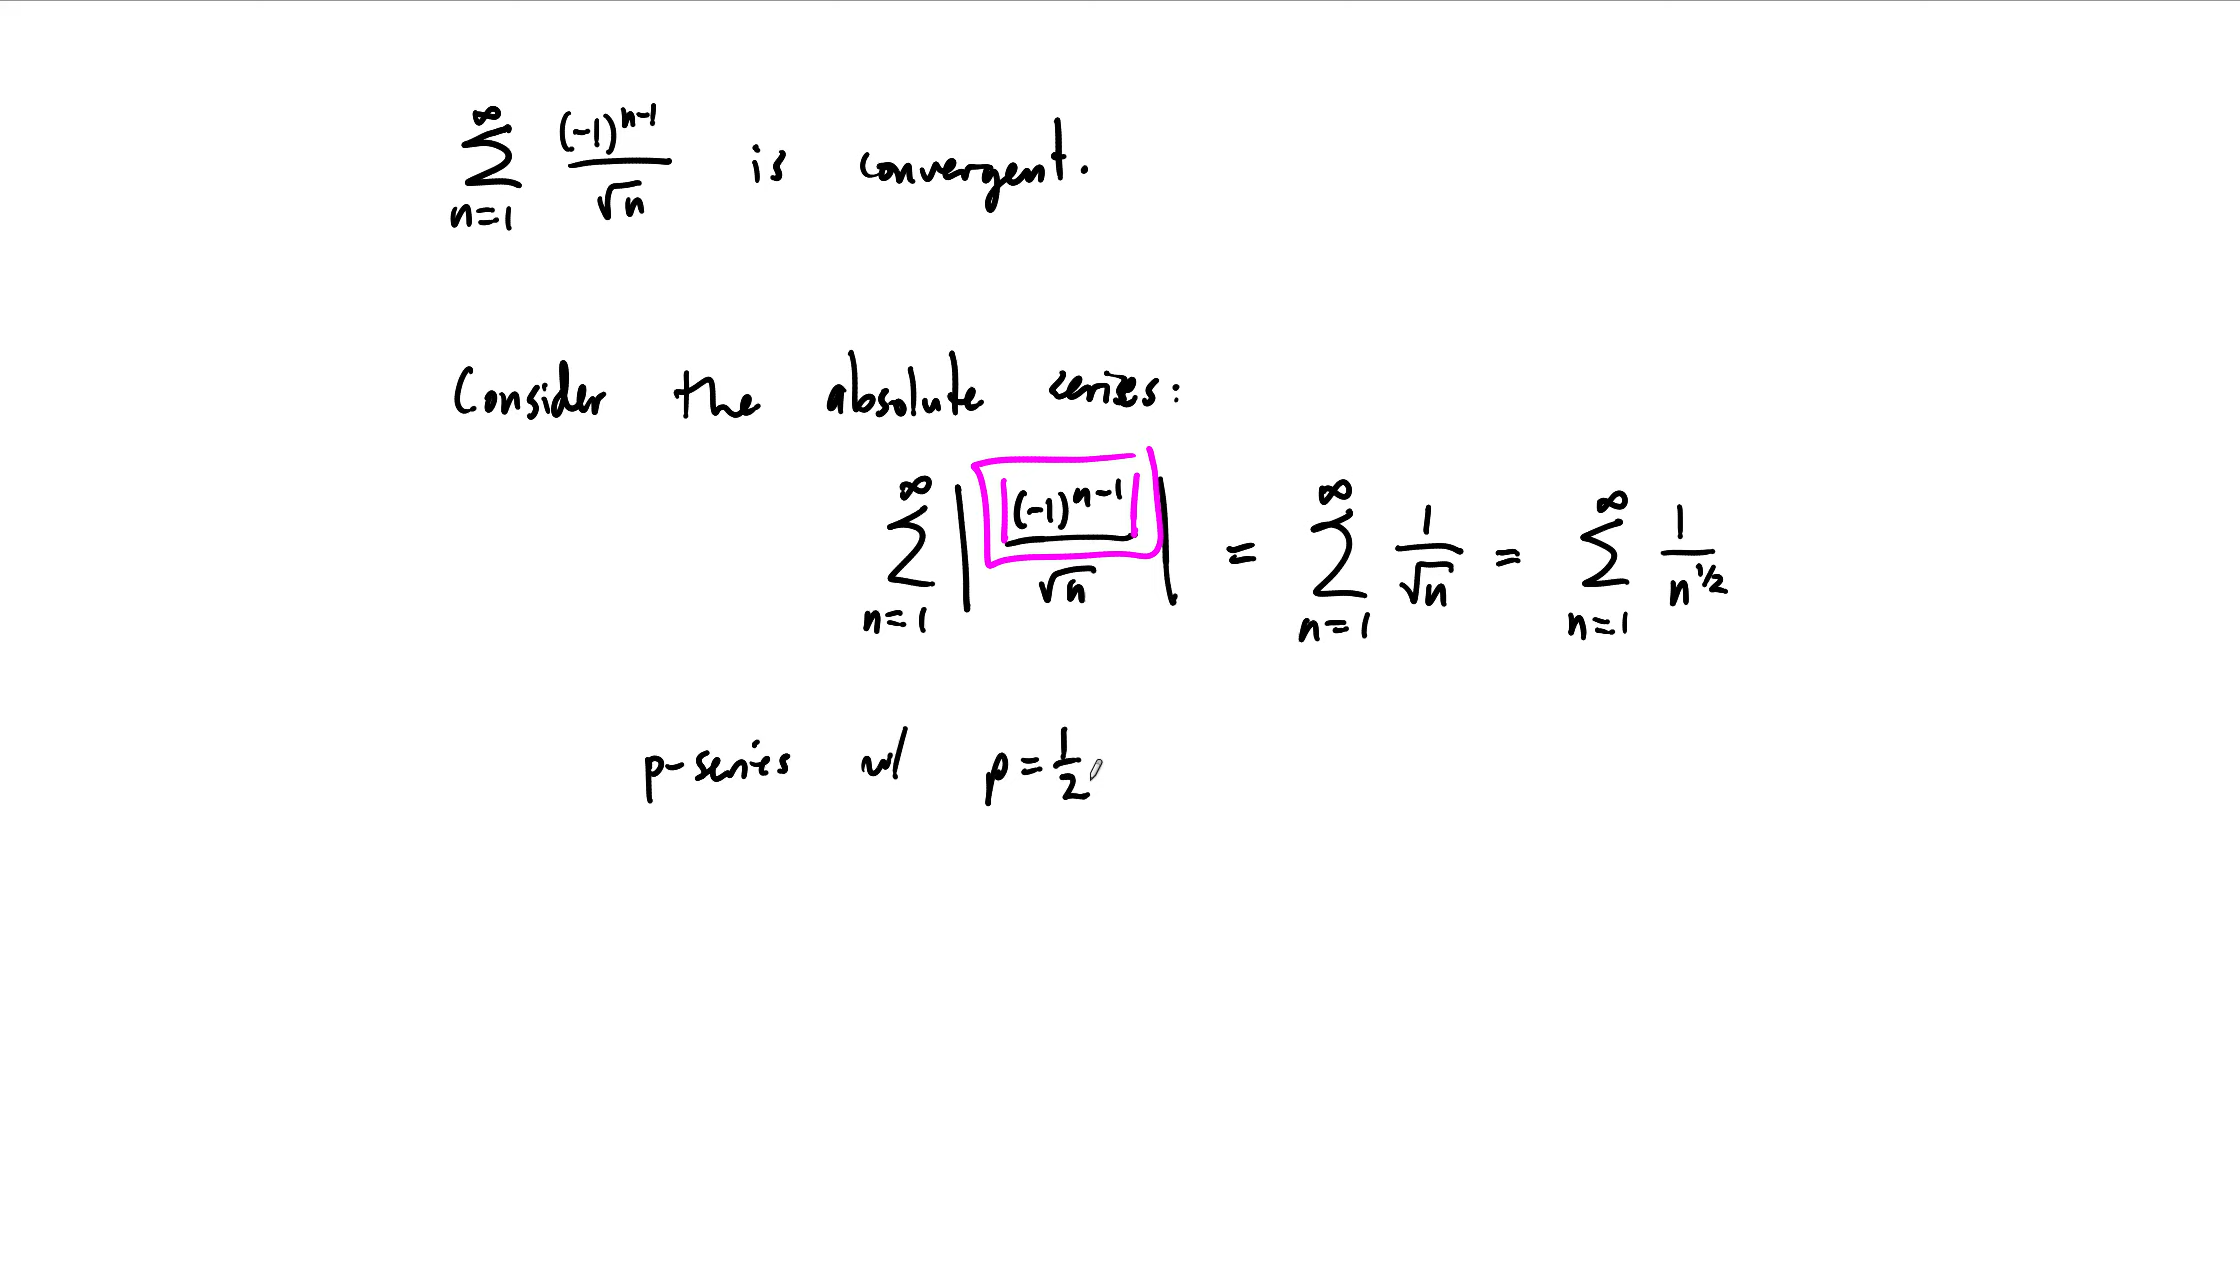 ∑_{n=1}^{∞} (-1)^{n-1}/√n is convergent.
Consider the absolute series:
∑_{n=1}^{∞} | |(-1)^{n-1}|/√n | = ∑_{n=1}^{∞} 1/√n = ∑_{n=1}^{∞} 1/n^{1/2}
p-series w/ p = 1/2